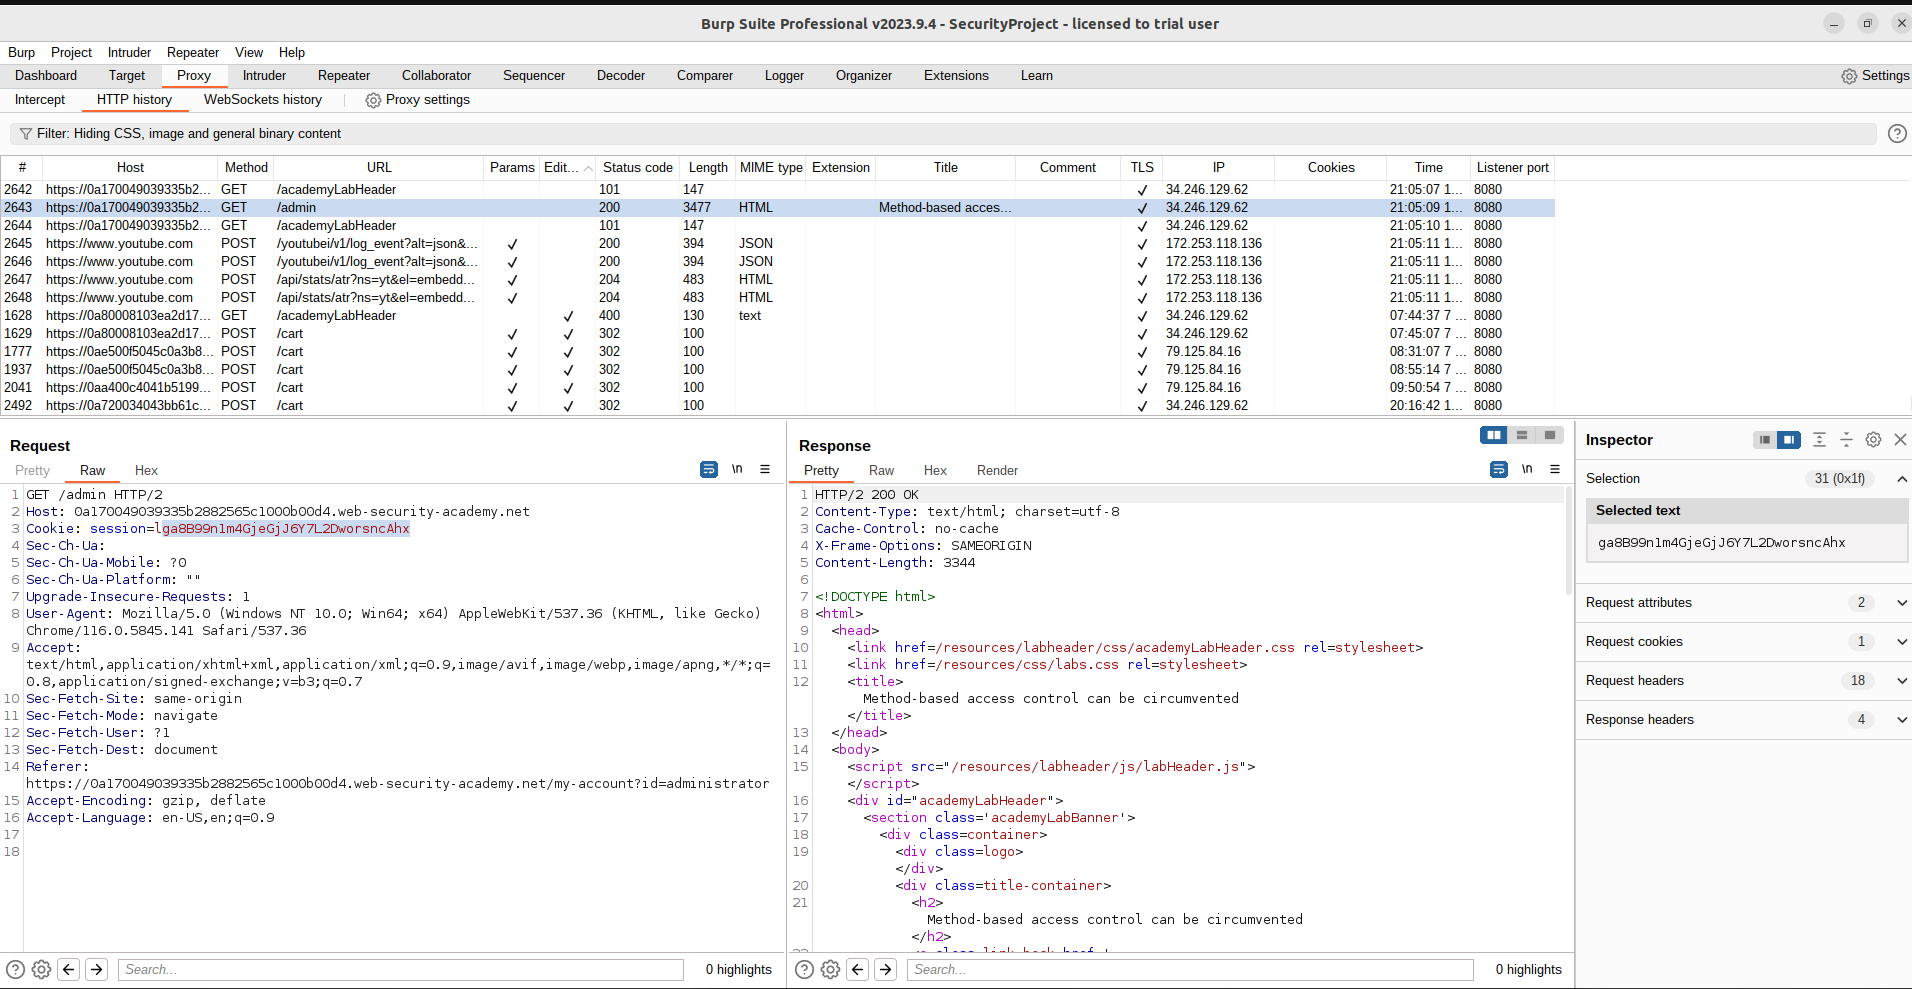 Burp Suite Professional v2023.9.4 - SecurityProject - licensed to trial user
Burp Project Intruder Repeater View Help
Dashboard Target Proxy Intruder Repeater Collaborator Sequencer Decoder Comparer Logger Organizer Extensions Learn Settings
Intercept HTTP history WebSockets history Proxy settings
Filter: Hiding CSS, image and general binary content
# Host Method URL Params Edit... Status code Length MIME type Extension Title Comment TLS IP Cookies Time Listener port
2642 https://0a170049039335b2... GET /academyLabHeader 101 147 ✓ 34.246.129.62 21:05:07 1... 8080
2643 https://0a170049039335b2... GET /admin 200 3477 HTML Method-based acces... ✓ 34.246.129.62 21:05:09 1... 8080
2644 https://0a170049039335b2... GET /academyLabHeader 101 147 ✓ 34.246.129.62 21:05:10 1... 8080
2645 https://www.youtube.com POST /youtubei/v1/log_event?alt=json&... ✓ 200 394 JSON ✓ 172.253.118.136 21:05:11 1... 8080
2646 https://www.youtube.com POST /youtubei/v1/log_event?alt=json&... ✓ 200 394 JSON ✓ 172.253.118.136 21:05:11 1... 8080
2647 https://www.youtube.com POST /api/stats/atr?ns=yt&el=embedd... ✓ 204 483 HTML ✓ 172.253.118.136 21:05:11 1... 8080
2648 https://www.youtube.com POST /api/stats/atr?ns=yt&el=embedd... ✓ 204 483 HTML ✓ 172.253.118.136 21:05:11 1... 8080
1628 https://0a80008103ea2d17... GET /academyLabHeader ✓ 400 130 text ✓ 34.246.129.62 07:44:37 7 ... 8080
1629 https://0a80008103ea2d17... POST /cart ✓ ✓ 302 100 ✓ 34.246.129.62 07:45:07 7 ... 8080
1777 https://0ae500f5045c0a3b8... POST /cart ✓ ✓ 302 100 ✓ 79.125.84.16 08:31:07 7 ... 8080
1937 https://0ae500f5045c0a3b8... POST /cart ✓ ✓ 302 100 ✓ 79.125.84.16 08:55:14 7 ... 8080
2041 https://0aa400c4041b5199... POST /cart ✓ ✓ 302 100 ✓ 79.125.84.16 09:50:54 7 ... 8080
2492 https://0a720034043bb61c... POST /cart ✓ ✓ 302 100 ✓ 34.246.129.62 20:16:42 1... 8080
Request
Pretty Raw Hex \n
1 GET /admin HTTP/2
2 Host: 0a170049039335b2882565c1000b00d4.web-security-academy.net
3 Cookie: session=lga8B99n1m4GjeGjJ6Y7L2DworsncAhx
4 Sec-Ch-Ua:
5 Sec-Ch-Ua-Mobile: ?0
6 Sec-Ch-Ua-Platform: ""
7 Upgrade-Insecure-Requests: 1
8 User-Agent: Mozilla/5.0 (Windows NT 10.0; Win64; x64) AppleWebKit/537.36 (KHTML, like Gecko)
Chrome/116.0.5845.141 Safari/537.36
9 Accept:
text/html,application/xhtml+xml,application/xml;q=0.9,image/avif,image/webp,image/apng,*/*;q=
0.8,application/signed-exchange;v=b3;q=0.7
10 Sec-Fetch-Site: same-origin
11 Sec-Fetch-Mode: navigate
12 Sec-Fetch-User: ?1
13 Sec-Fetch-Dest: document
14 Referer:
https://0a170049039335b2882565c1000b00d4.web-security-academy.net/my-account?id=administrator
15 Accept-Encoding: gzip, deflate
16 Accept-Language: en-US,en;q=0.9
17
18
Search... 0 highlights
Response
Pretty Raw Hex Render \n
1 HTTP/2 200 OK
2 Content-Type: text/html; charset=utf-8
3 Cache-Control: no-cache
4 X-Frame-Options: SAMEORIGIN
5 Content-Length: 3344
6
7 <!DOCTYPE html>
8 <html>
9 <head>
10 <link href=/resources/labheader/css/academyLabHeader.css rel=stylesheet>
11 <link href=/resources/css/labs.css rel=stylesheet>
12 <title>
Method-based access control can be circumvented
</title>
13 </head>
14 <body>
15 <script src="/resources/labheader/js/labHeader.js">
</script>
16 <div id="academyLabHeader">
17 <section class='academyLabBanner'>
18 <div class=container>
19 <div class=logo>
</div>
20 <div class=title-container>
21 <h2>
Method-based access control can be circumvented
</h2>
Search... 0 highlights
Inspector
Selection 31 (0x1f)
Selected text
ga8B99n1m4GjeGjJ6Y7L2DworsncAhx
Request attributes 2
Request cookies 1
Request headers 18
Response headers 4